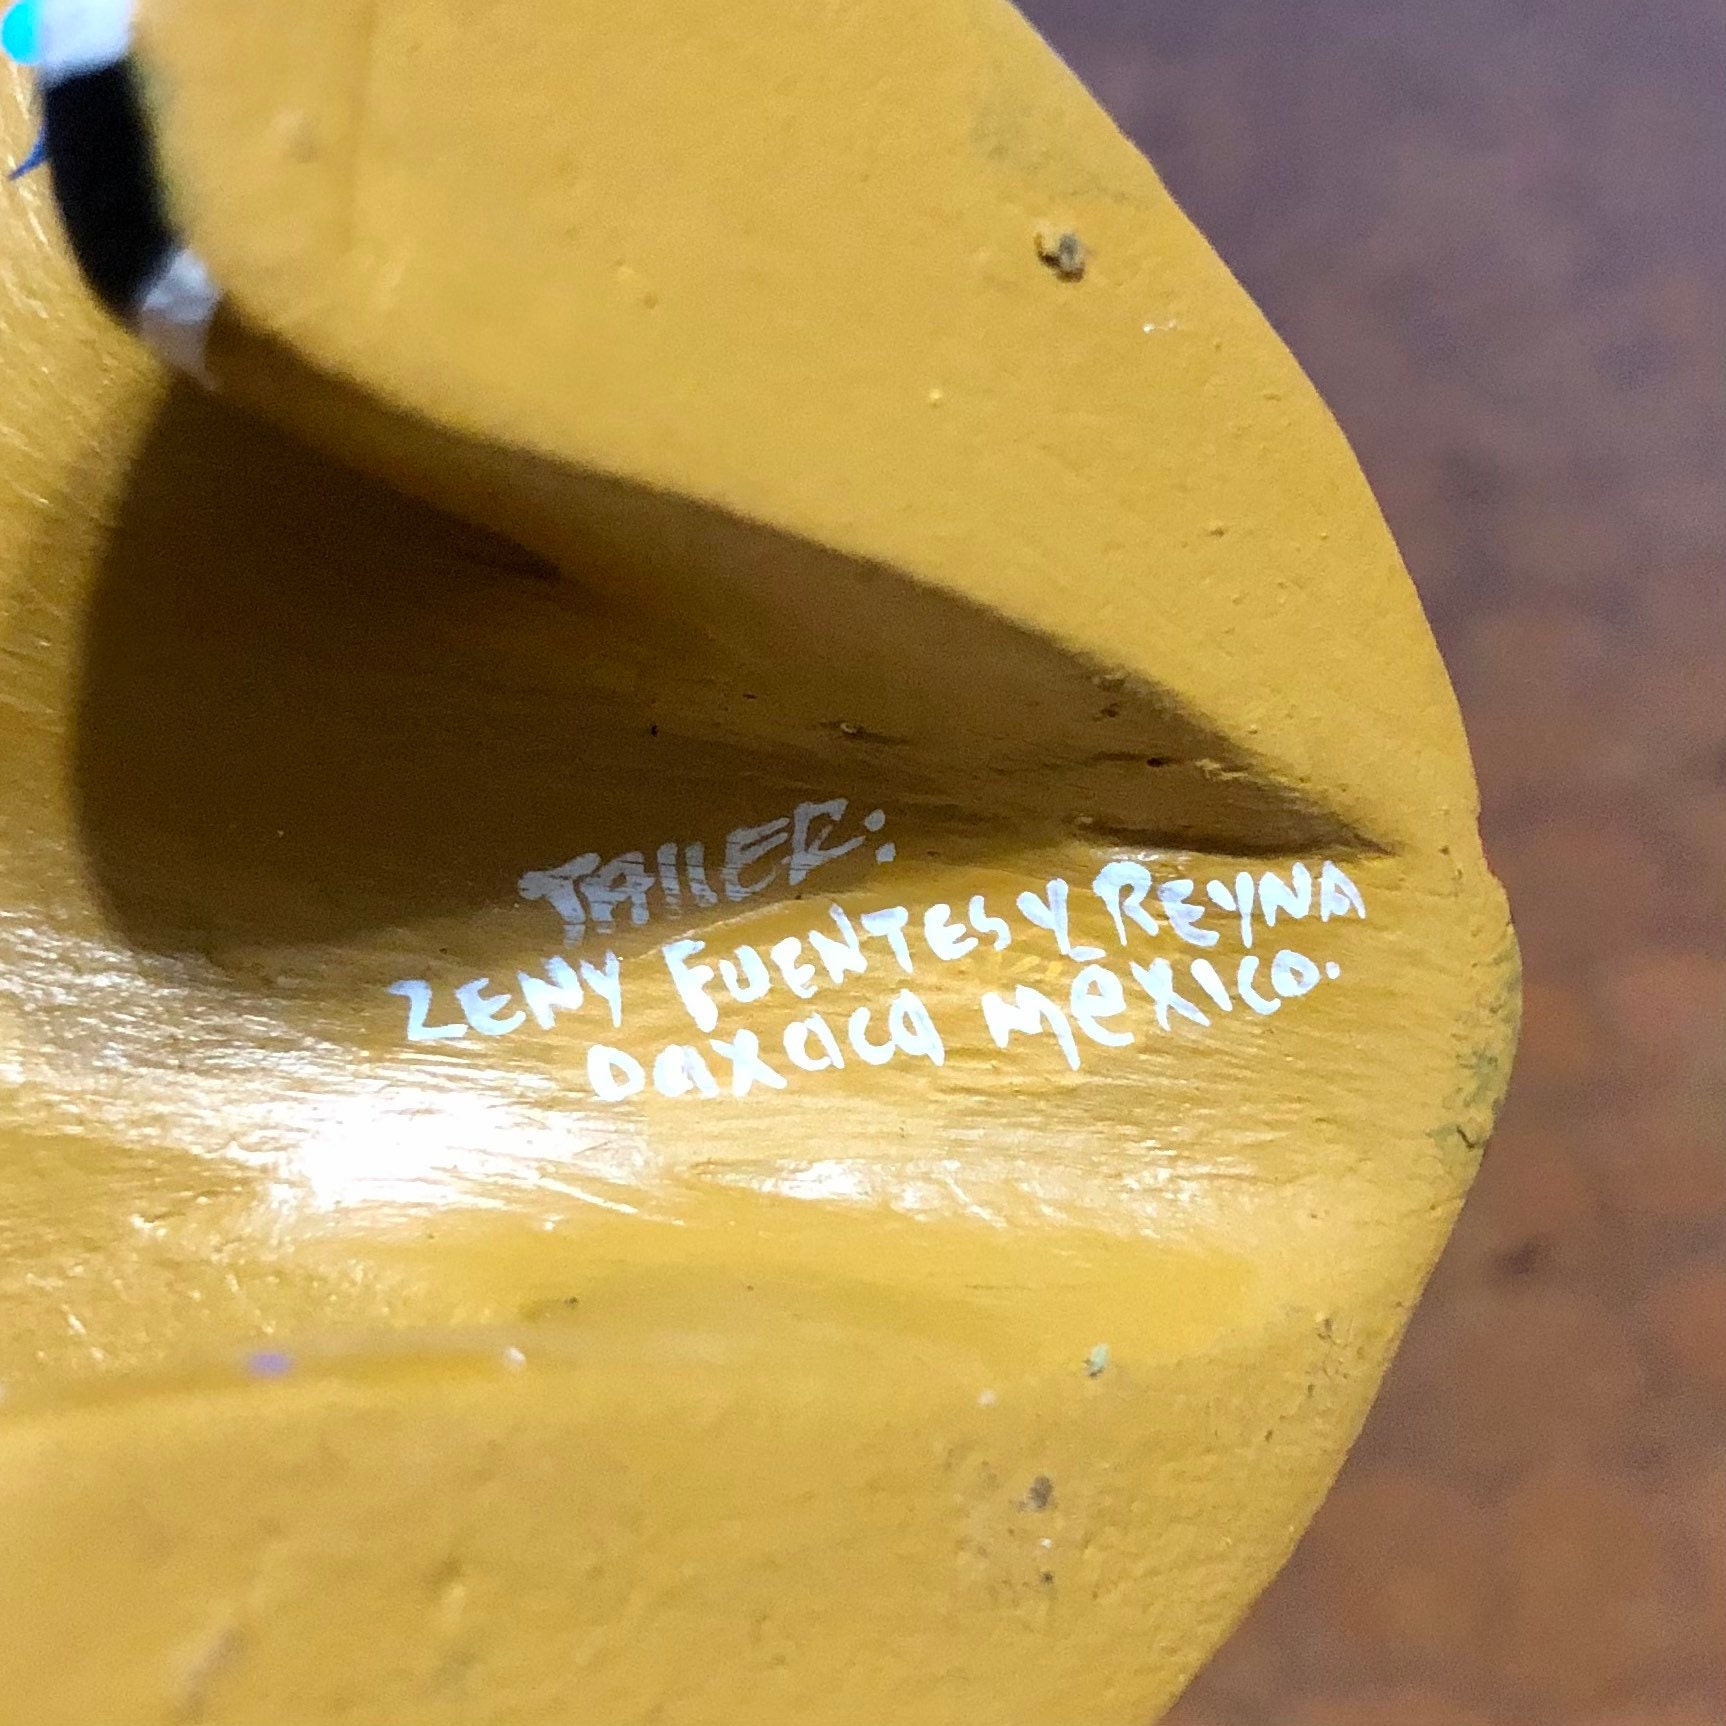 TALLER:
ZENY FUENTES Y REYNA
Oaxaca MeXICO.